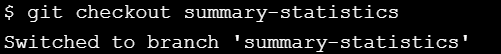 $ git checkout summary-statistics
Switched to branch 'summary-statistics'